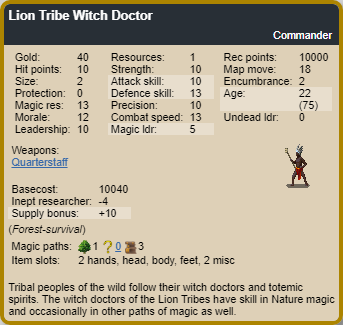 Lion Tribe Witch Doctor
Commander
Gold: 40 Resources: 1 Rec points: 10000
Hit points: 10 Strength: 10 Map move: 18
Size: 2 Attack skill: 10 Encumbrance: 2
Protection: 0 Defence skill: 13 Age: 22
Magic res: 13 Precision: 10 (75)
Morale: 12 Combat speed: 13 Undead ldr: 0
Leadership: 10 Magic ldr: 5
Weapons:
Quarterstaff
Basecost: 10040
Inept researcher: -4
Supply bonus: +10
(Forest-survival)
Magic paths: 1 ? 0 3
Item slots: 2 hands, head, body, feet, 2 misc
Tribal peoples of the wild follow their witch doctors and totemic
spirits. The witch doctors of the Lion Tribes have skill in Nature magic
and occasionally in other paths of magic as well.